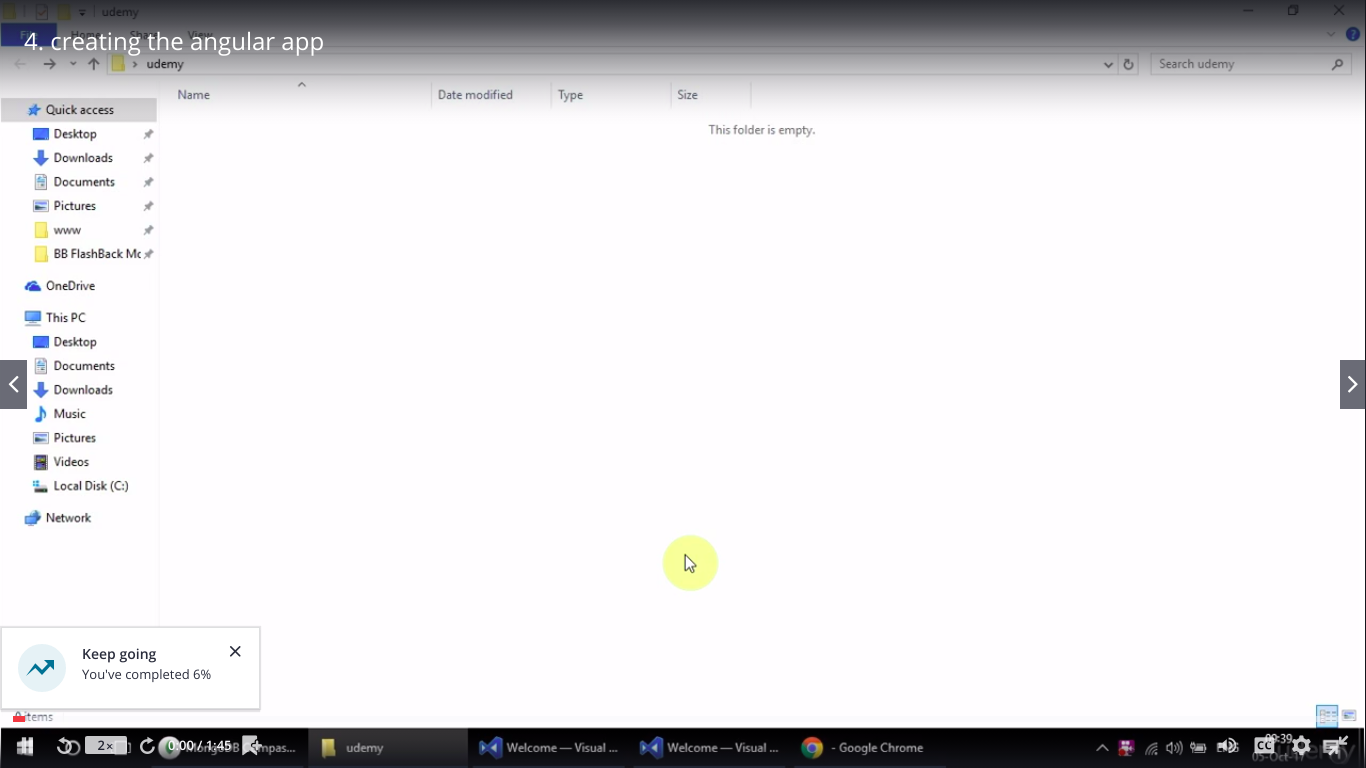 udemy
4. creating the angular app
udemy
Search udemy
Name
Date modified
Type
Size
This folder is empty.
Quick access
Desktop
Downloads
Documents
Pictures
www
BB FlashBack Mc
OneDrive
This PC
Desktop
Documents
Downloads
Music
Pictures
Videos
Local Disk (C:)
Network
Keep going
You've completed 6%
items
2×
0:00 / 1:45
udemy
Welcome — Visual ...
Welcome — Visual ...
- Google Chrome
CC